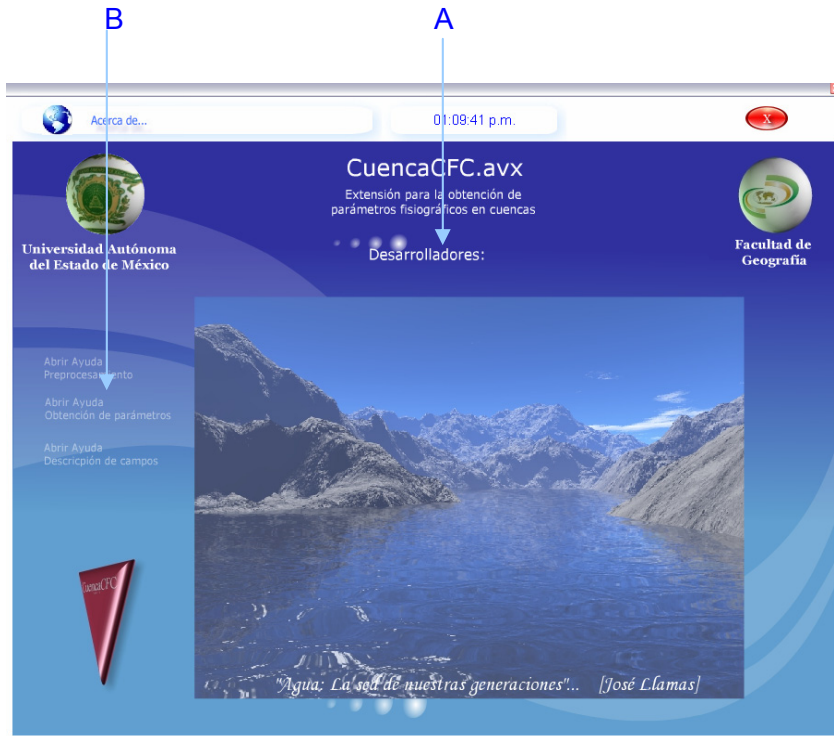 B
A
Acerca de...
01:09:41 p.m.
X
CuencaCFC.avx
Extensión para la obtención de
parámetros fisiográficos en cuencas
Universidad Autónoma
del Estado de México
Facultad de
Geografía
Desarrolladores:
Abrir Ayuda
Preprocesamiento
Abrir Ayuda
Obtención de parámetros
Abrir Ayuda
Descricpión de campos
CuencaCFC
"Agua: La sed de nuestras generaciones"... [José Llamas]